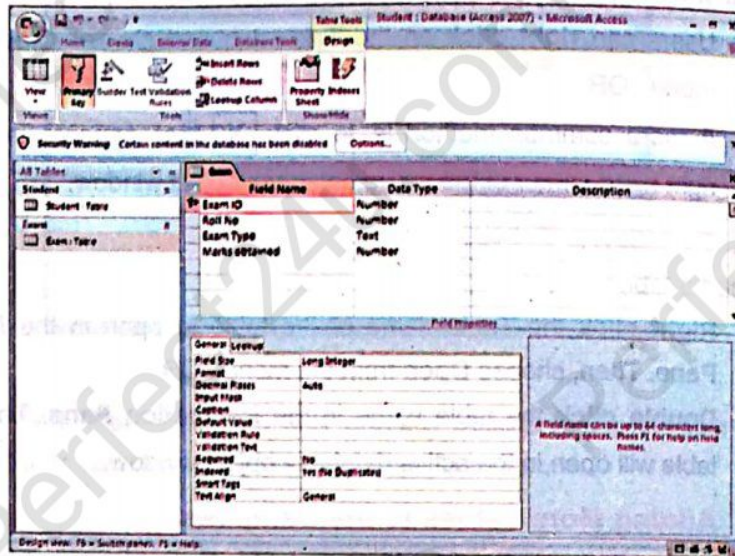 Table Tools Student : Database (Access 2007) - Microsoft Access
Home Create External Data Database Tools Design
View Primary Key Builder Test Validation Rules Insert Rows Delete Rows Lookup Column Property Sheet Indexes
Views Tools Show/Hide
Security Warning Certain content in the database has been disabled Options...
All Tables
Student
Student : Table
Exam
Exam : Table
Exam
Field Name Data Type Description
Exam ID Number
Roll No Number
Exam Type Text
Marks obtained Number
Field Properties
General Lookup
Field Size Long Integer
Format
Decimal Places Auto
Input Mask
Caption
Default Value
Validation Rule
Validation Text
Required No
Indexed Yes (No Duplicates)
Smart Tags
Text Align General
A field name can be up to 64 characters long,
including spaces. Press F1 for help on field
names.
Design view. F6 = Switch panes. F1 = Help.